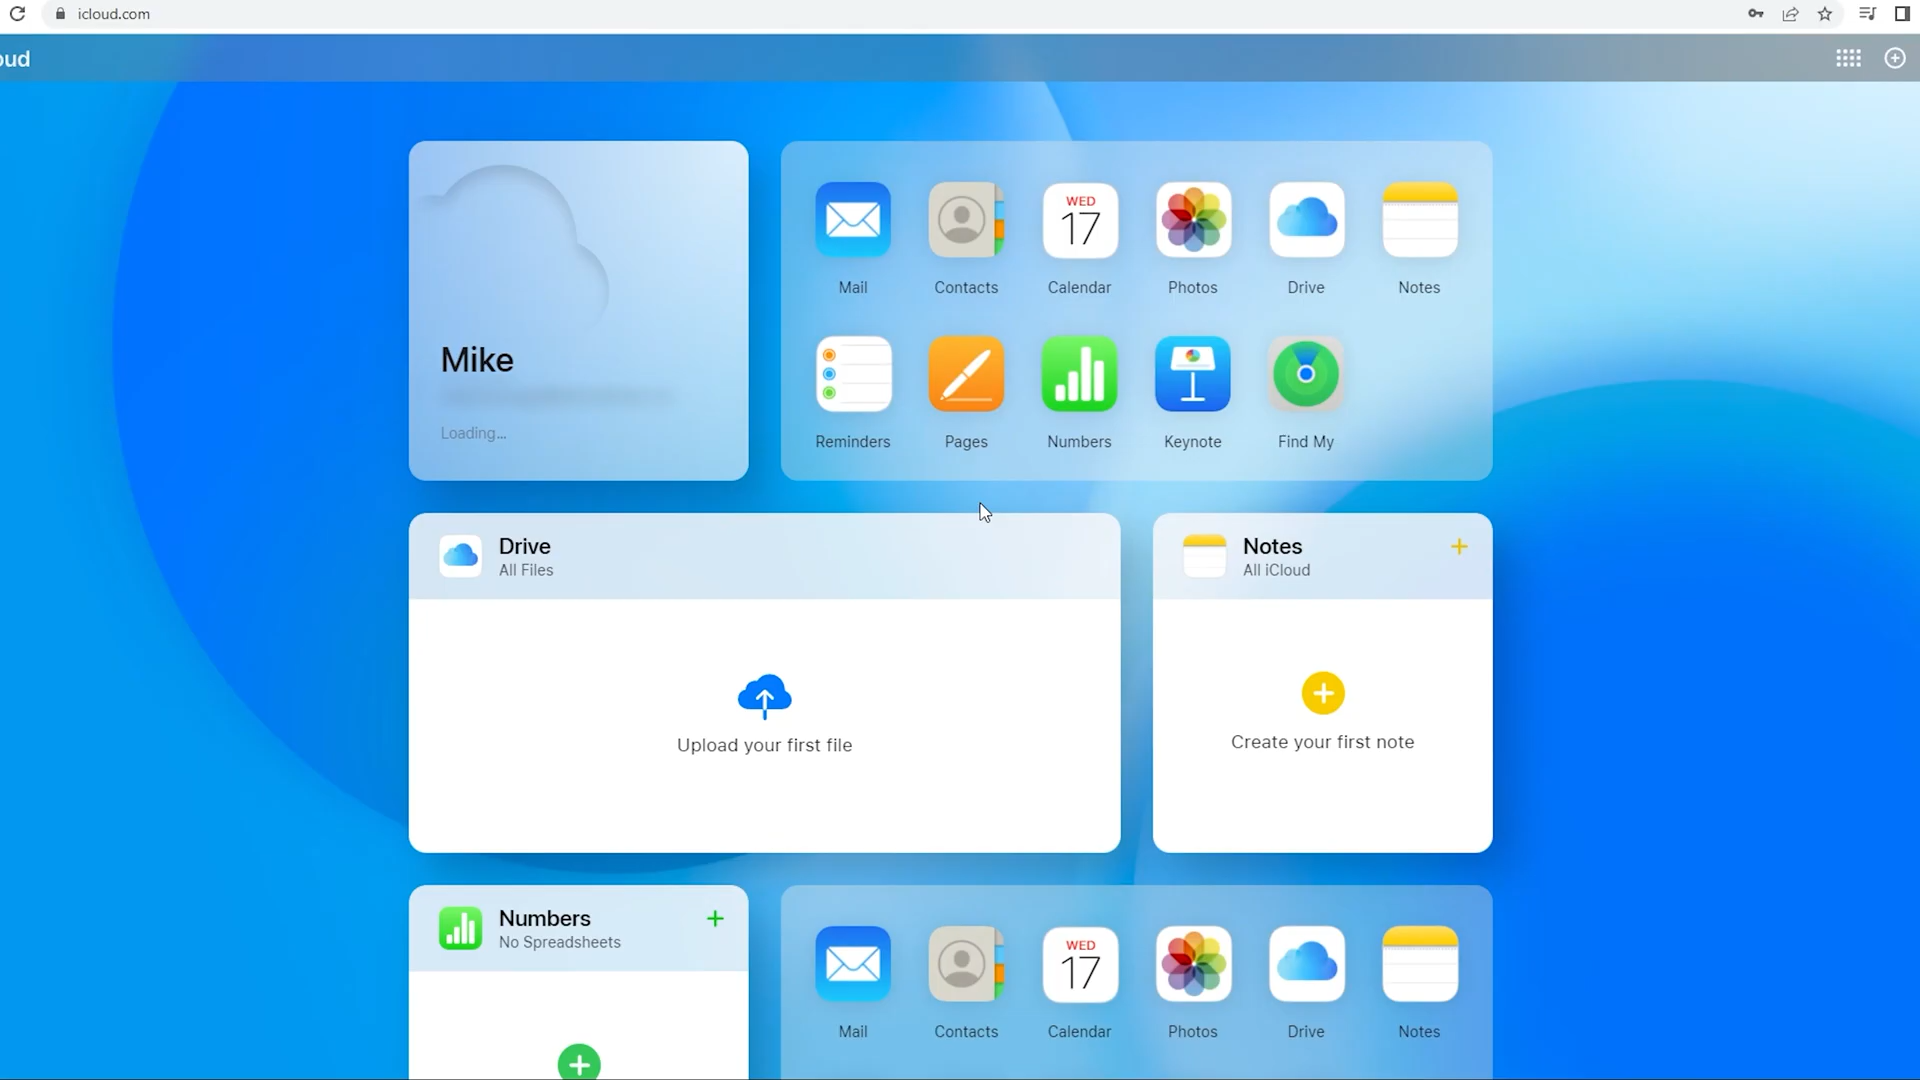 icloud.com
oud
Mike
Loading...
WED
17
Mail
Contacts
Calendar
Photos
Drive
Notes
Reminders
Pages
Numbers
Keynote
Find My
Drive
All Files
Upload your first file
Notes
All iCloud
Create your first note
Numbers
No Spreadsheets
WED
17
Mail
Contacts
Calendar
Photos
Drive
Notes